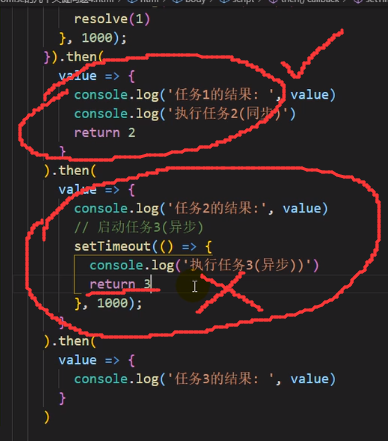 resolve(1)
}, 1000);
}).then(
value => {
console.log('任务1的结果: ', value)
console.log('执行任务2(同步)')
return 2
}
).then(
value => {
console.log('任务2的结果:', value)
// 启动任务3(异步)
setTimeout(() => {
console.log('执行任务3(异步))')
return 3
}, 1000);
}
).then(
value => {
console.log('任务3的结果: ', value)
}
)